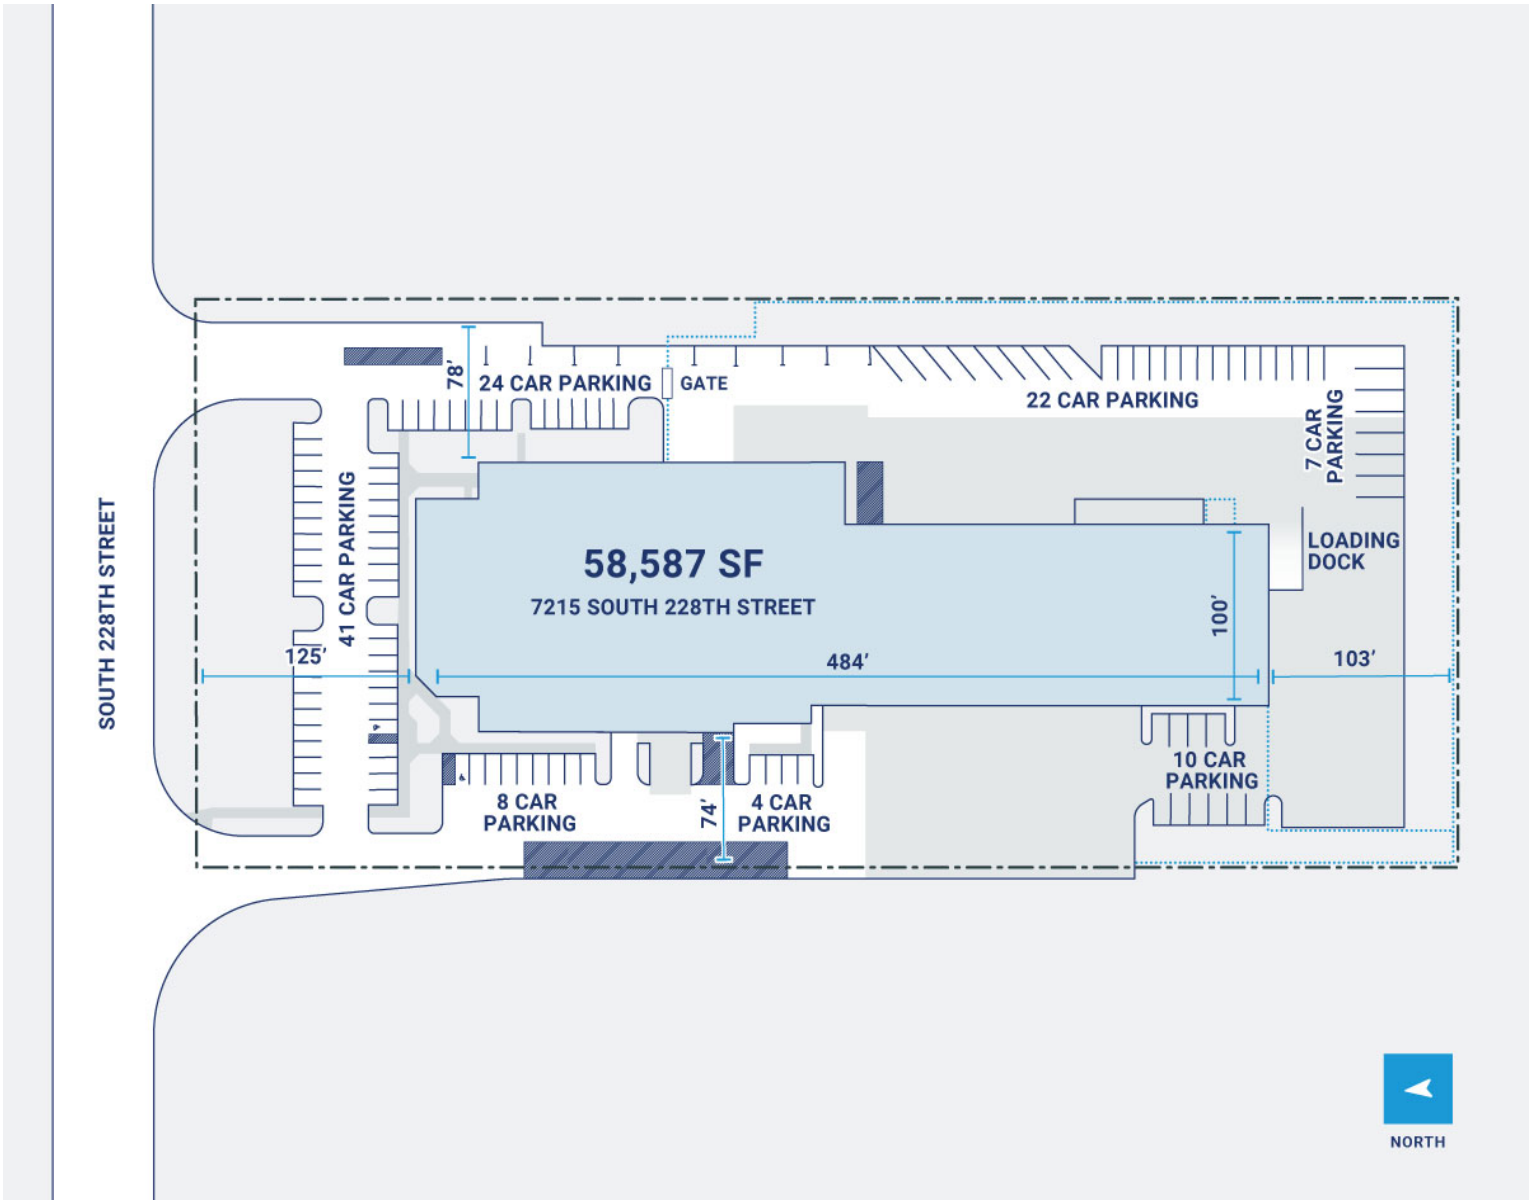 78′
24 CAR PARKING
GATE
22 CAR PARKING
7 CAR
PARKING
41 CAR PARKING
SOUTH 228TH STREET
58,587 SF
7215 SOUTH 228TH STREET
LOADING
DOCK
100′
125′
484′
103′
10 CAR
PARKING
8 CAR
PARKING
74′
4 CAR
PARKING
NORTH